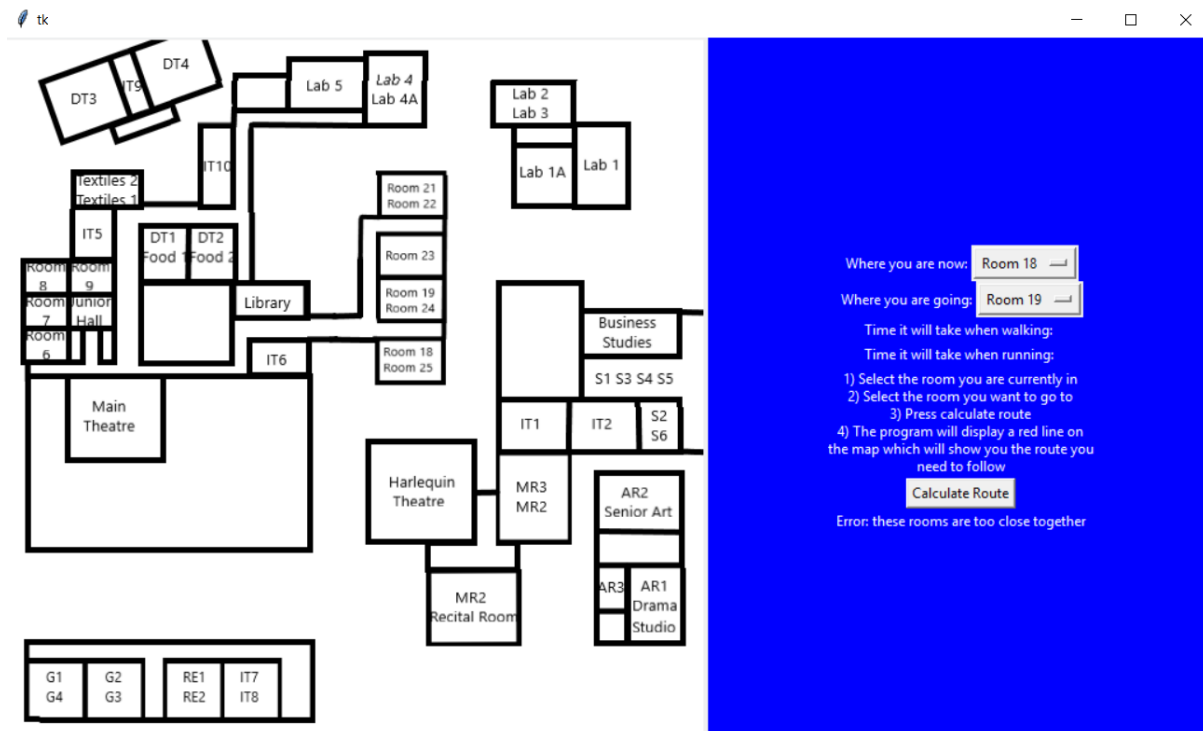 tk
DT4
IT9
DT3
Lab 5
Lab 4
Lab 4A
Lab 2
Lab 3
IT10
Lab 1A
Lab 1
Textiles 2
Textiles 1
Room 21
Room 22
IT5
DT1
Food 1
DT2
Food 2
Room 23
Room
8
Room
9
Room
7
Junior
Hall
Room
6
Library
Room 19
Room 24
IT6
Room 18
Room 25
Business
Studies
S1 S3 S4 S5
Main
Theatre
IT1
IT2
S2
S6
Harlequin
Theatre
MR3
MR2
AR2
Senior Art
MR2
Recital Room
AR3
AR1
Drama
Studio
G1
G4
G2
G3
RE1
RE2
IT7
IT8
Where you are now: Room 18
Where you are going: Room 19
Time it will take when walking:
Time it will take when running:
1) Select the room you are currently in
2) Select the room you want to go to
3) Press calculate route
4) The program will display a red line on
the map which will show you the route you
need to follow
Calculate Route
Error: these rooms are too close together